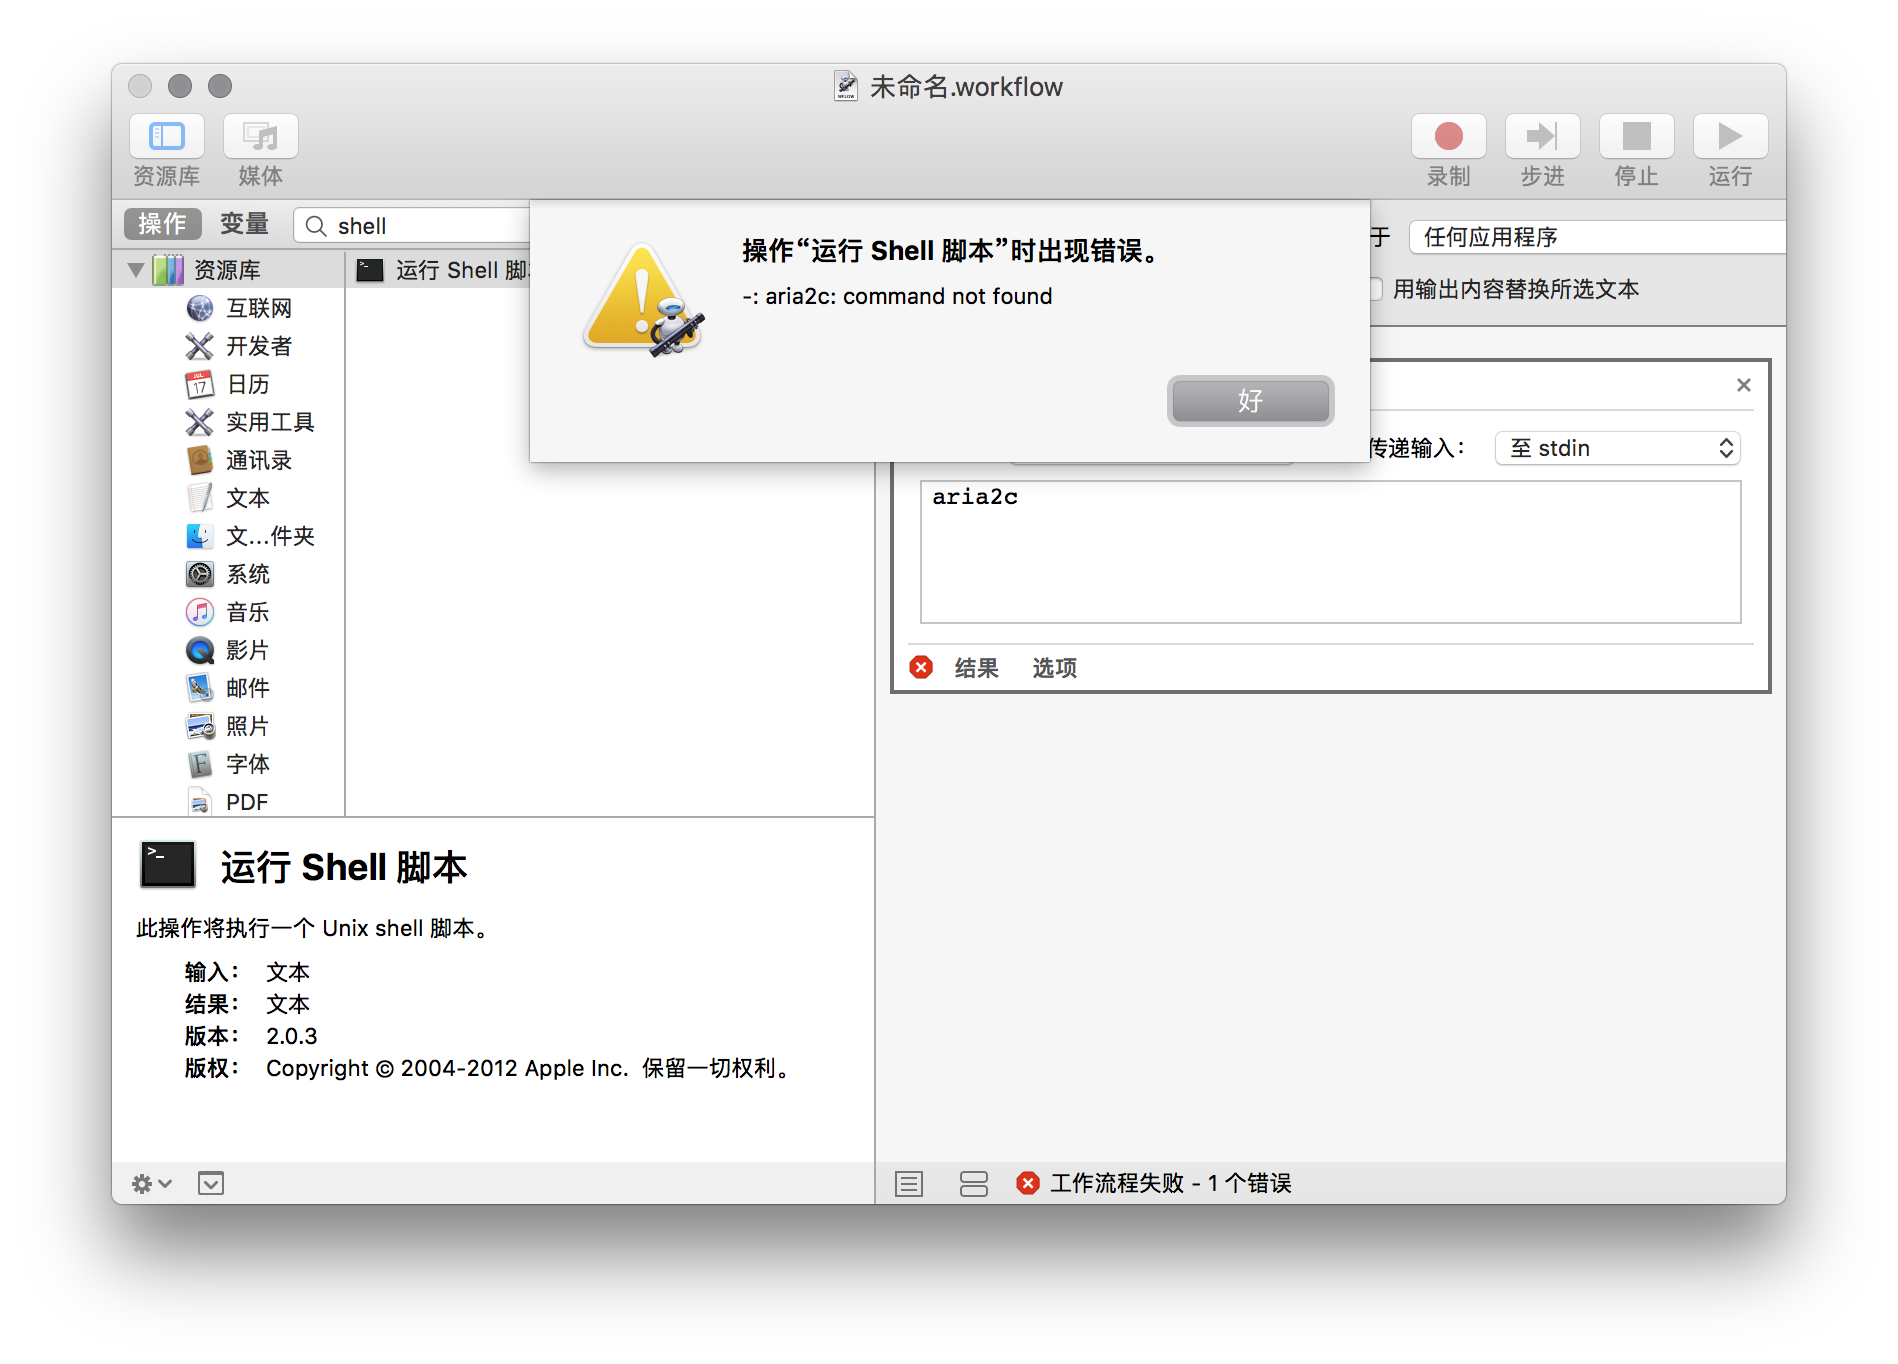 未命名.workflow
资源库
媒体
录制
步进
停止
运行
操作
变量
shell
于
任何应用程序
用输出内容替换所选文本
资源库
互联网
开发者
日历
实用工具
通讯录
文本
文...件夹
系统
音乐
影片
邮件
照片
字体
PDF
运行 Shell 脚
操作“运行 Shell 脚本”时出现错误。
-: aria2c: command not found
好
传递输入：
至 stdin
aria2c
结果
选项
运行 Shell 脚本
此操作将执行一个 Unix shell 脚本。
输入： 文本
结果： 文本
版本： 2.0.3
版权： Copyright © 2004-2012 Apple Inc. 保留一切权利。
工作流程失败 - 1 个错误